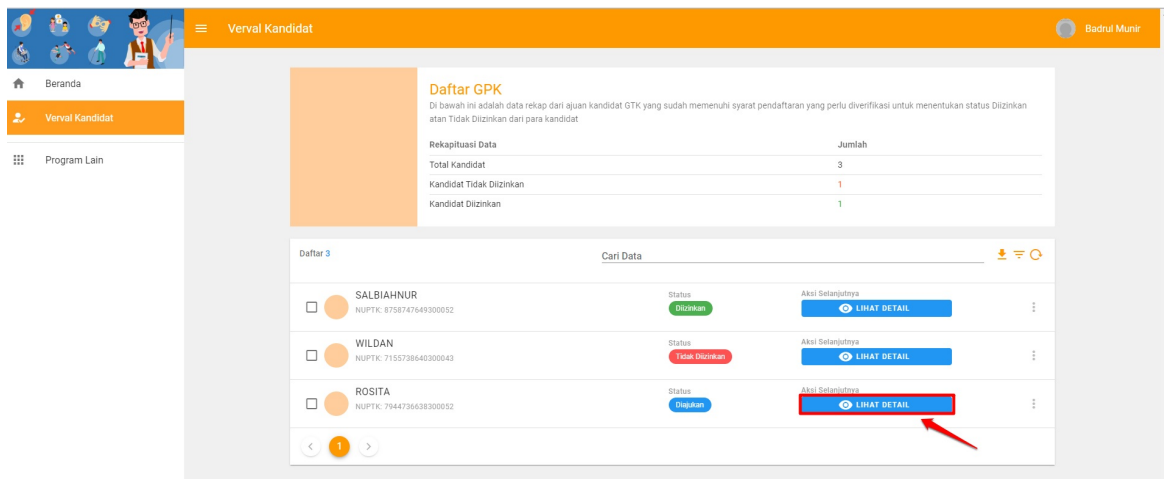 Verval Kandidat
Badrul Munir
Beranda
Verval Kandidat
Program Lain
Daftar GPK
Di bawah ini adalah data rekap dari ajuan kandidat GTK yang sudah memenuhi syarat pendaftaran yang perlu diverifikasi untuk menentukan status Diizinkan
atan Tidak Diizinkan dari para kandidat
Rekapituasi Data Jumlah
Total Kandidat 3
Kandidat Tidak Diizinkan 1
Kandidat Diizinkan 1
Daftar 3 Cari Data
SALBIAHNUR Status Aksi Selanjutnya
NUPTK: 8758747649300052 Diizinkan LIHAT DETAIL
WILDAN Status Aksi Selanjutnya
NUPTK: 7155738640300043 Tidak Diizinkan LIHAT DETAIL
ROSITA Status Aksi Selanjutnya
NUPTK: 7944736638300052 Diajukan LIHAT DETAIL
1